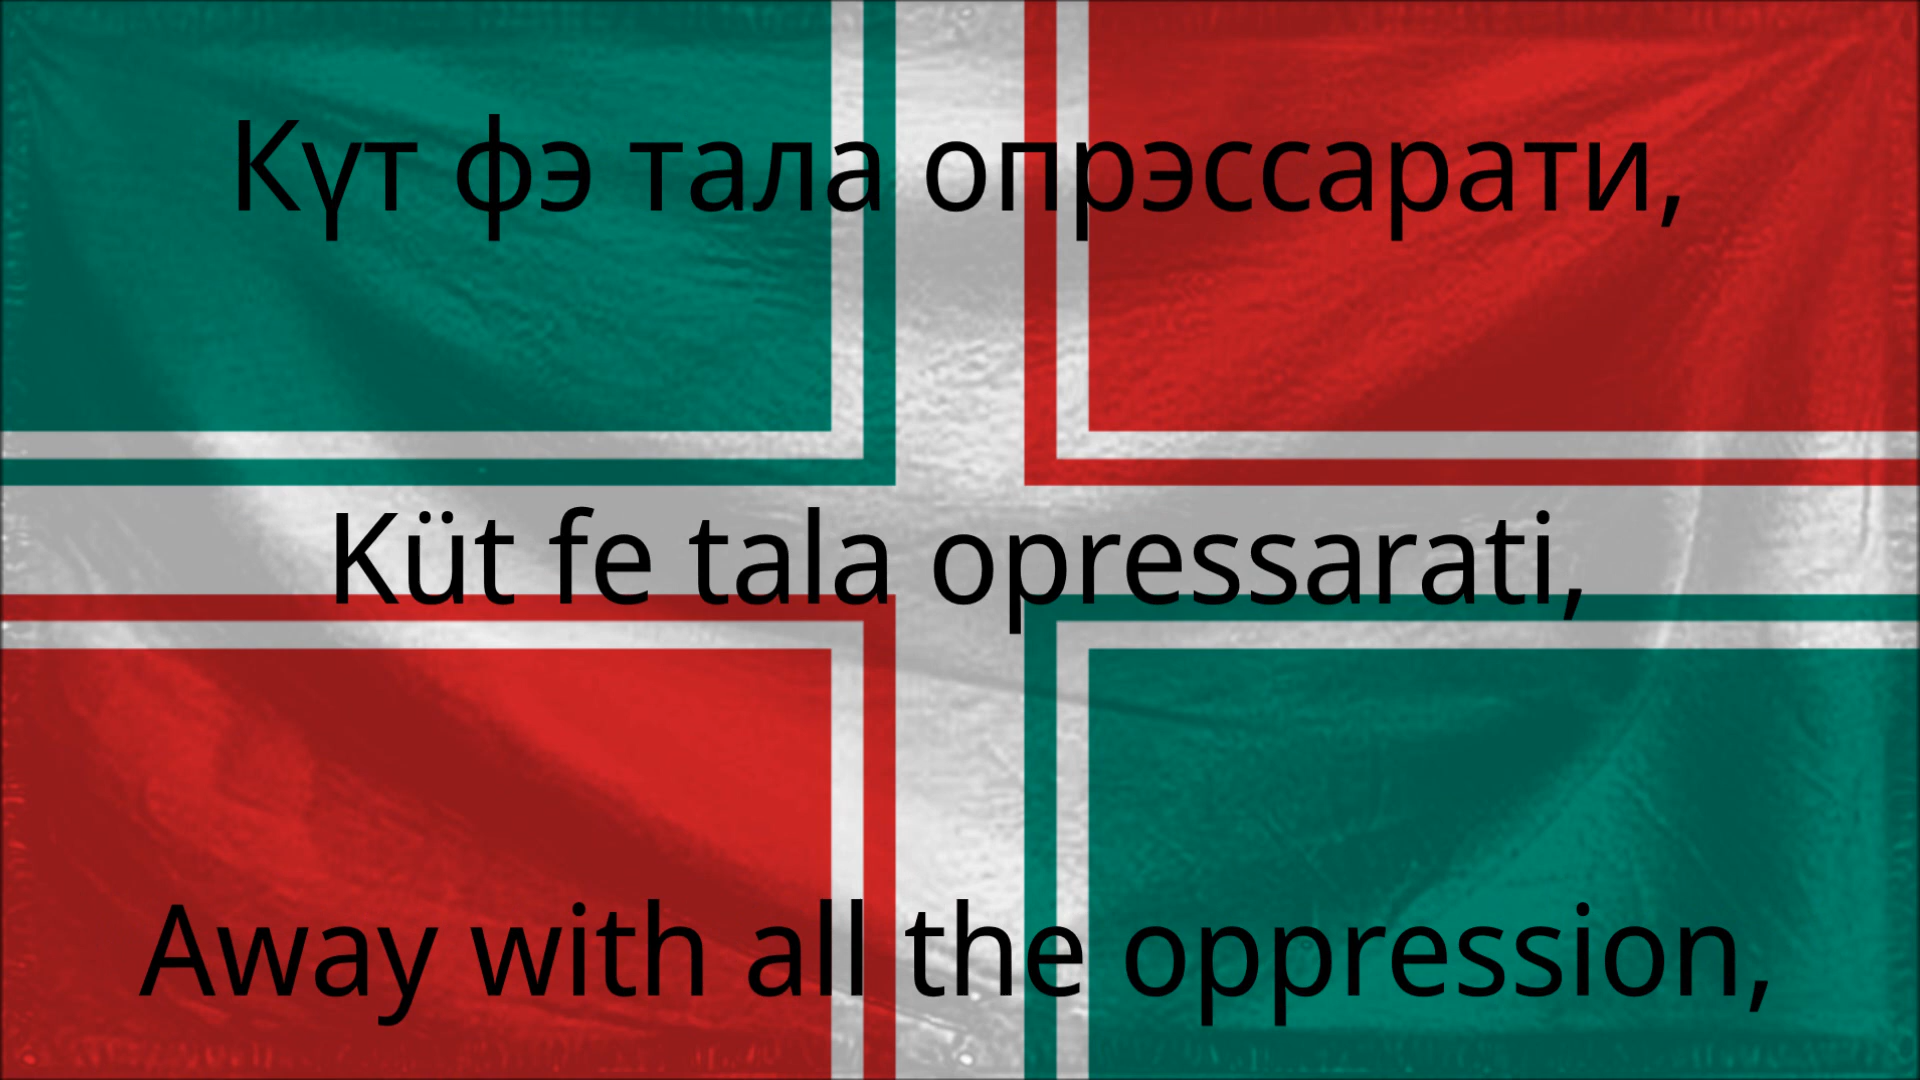 Күт фэ тала опрэссарати,
Küt fe tala opressarati,
Away with all the oppression,